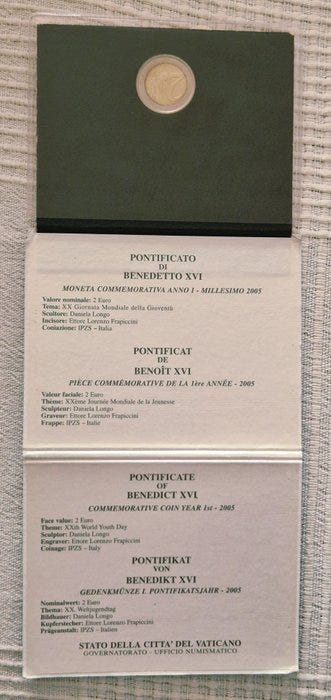 PONTIFICATO
DI
BENEDETTO XVI
MONETA COMMEMORATIVA ANNO I - MILLESIMO 2005
Valore nominale: 2 Euro
Tema: XX Giornata Mondiale della Gioventù
Scultore: Daniela Longo
Incisore: Ettore Lorenzo Frapiccini
Coniazione: IPZS – Italia
PONTIFICAT
DE
BENOÎT XVI
PIÈCE COMMÉMORATIVE DE LA 1ère ANNÉE - 2005
Valeur faciale: 2 Euro
Thème: XXème Journée Mondiale de la Jeunesse
Sculpteur: Daniela Longo
Graveur: Ettore Lorenzo Frapiccini
Frappe: IPZS – Italie
PONTIFICATE
OF
BENEDICT XVI
COMMEMORATIVE COIN YEAR 1st - 2005
Face value: 2 Euro
Theme: XXth World Youth Day
Sculptor: Daniela Longo
Engraver: Ettore Lorenzo Frapiccini
Coinage: IPZS – Italy
PONTIFIKAT
VON
BENEDIKT XVI
GEDENKMÜNZE I. PONTIFIKATSJAHR - 2005
Nominalwert: 2 Euro
Thema: XX. Weltjugendtag
Bildhauer: Daniela Longo
Kupferstecher: Ettore Lorenzo Frapiccini
Prägeanstalt: IPZS – Italien
STATO DELLA CITTA' DEL VATICANO
GOVERNATORATO - UFFICIO NUMISMATICO